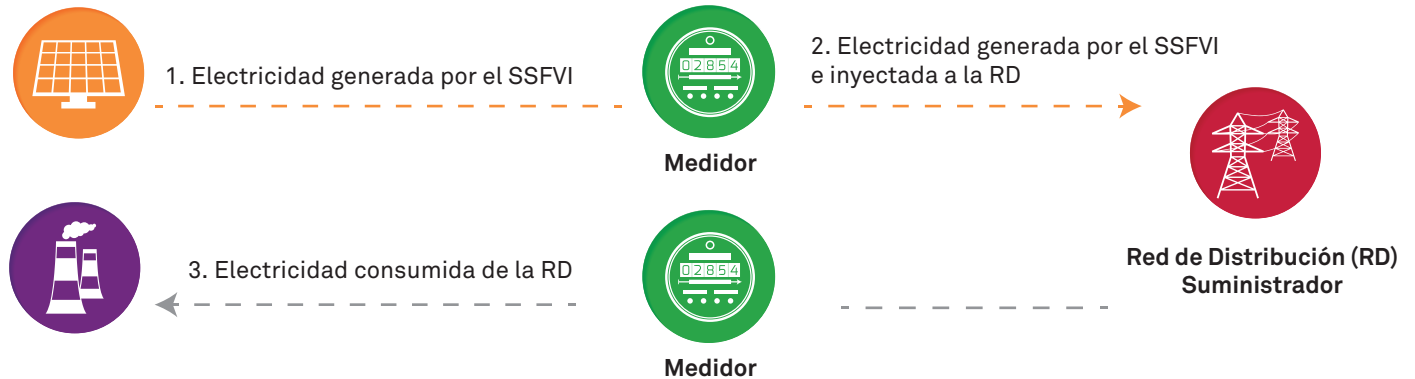 1. Electricidad generada por el SSFVI
02854
Medidor
2. Electricidad generada por el SSFVI
e inyectada a la RD
Red de Distribución (RD)
Suministrador
3. Electricidad consumida de la RD
02854
Medidor